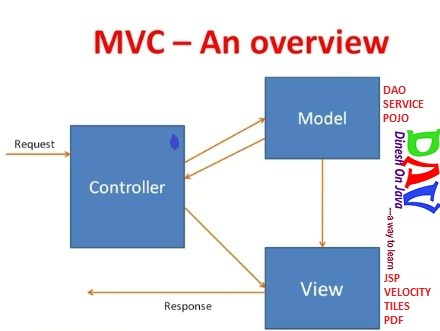 MVC – An overview
Request
Controller
Model
View
Response
DAO
SERVICE
POJO
DAV
Dinesh On Java
---a way to learn
JSP
VELOCITY
TILES
PDF